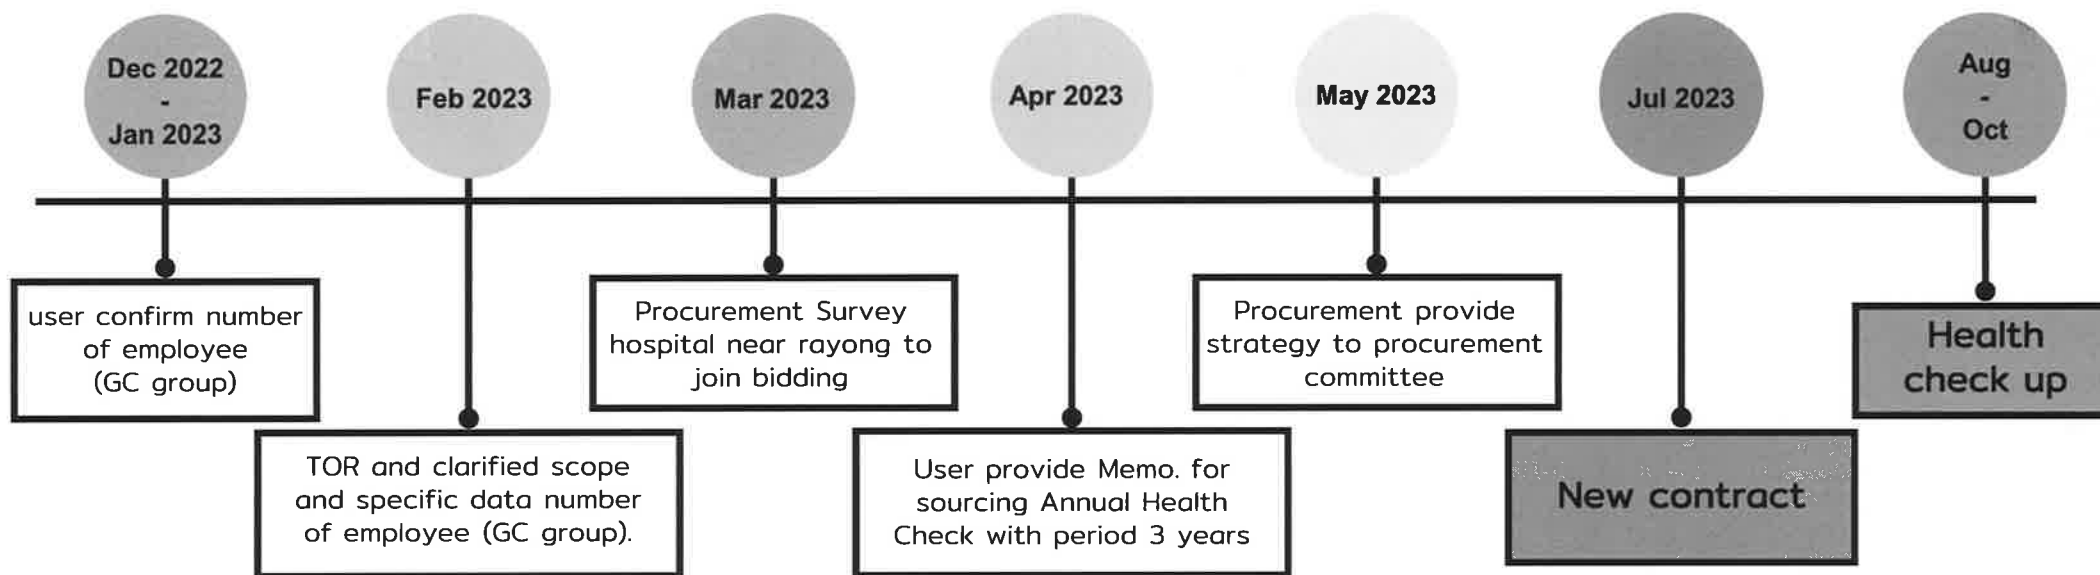 Dec 2022
-
Jan 2023
Feb 2023
Mar 2023
Apr 2023
May 2023
Jul 2023
Aug
-
Oct
user confirm number
of employee
(GC group)
TOR and clarified scope
and specific data number
of employee (GC group).
Procurement Survey
hospital near rayong to
join bidding
User provide Memo. for
sourcing Annual Health
Check with period 3 years
Procurement provide
strategy to procurement
committee
New contract
Health
check up